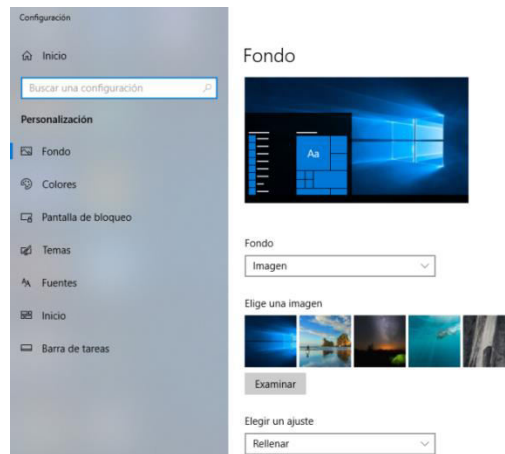 Configuración
Inicio
Buscar una configuración
Personalización
Fondo
Colores
Pantalla de bloqueo
Temas
Fuentes
Inicio
Barra de tareas
Fondo
Aa
Fondo
Imagen
Elige una imagen
Examinar
Elegir un ajuste
Rellenar